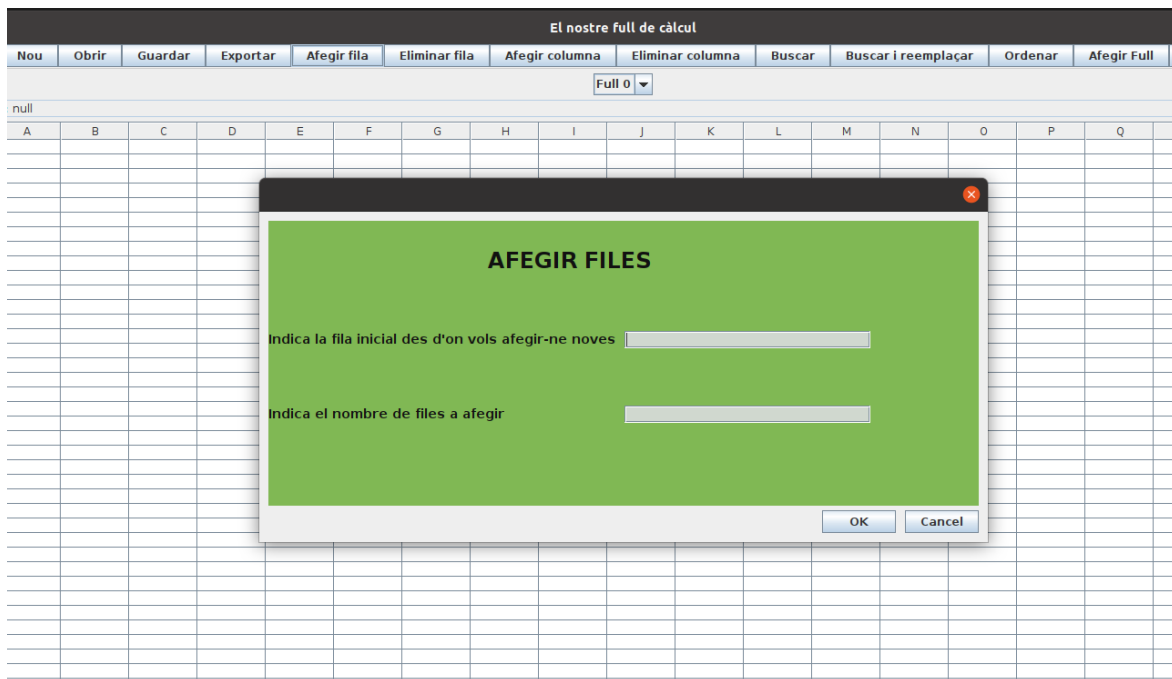 El nostre full de càlcul
Nou Obrir Guardar Exportar Afegir fila Eliminar fila Afegir columna Eliminar columna Buscar Buscar i reemplaçar Ordenar Afegir Full
Full 0
: null
A B C D E F G H I J K L M N O P Q
AFEGIR FILES
Indica la fila inicial des d'on vols afegir-ne noves
Indica el nombre de files a afegir
OK Cancel